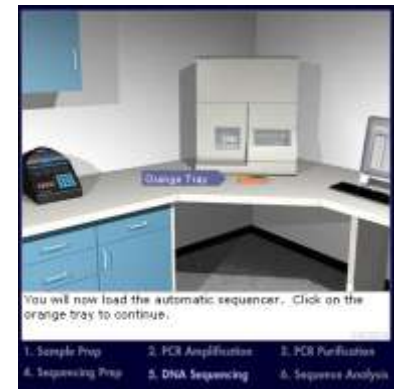 Orange Tray
You will now load the automatic sequencer. Click on the
orange tray to continue.
1. Sample Prep 2. PCR Amplification 3. PCR Purification
4. Sequencing Prep 5. DNA Sequencing 6. Sequence Analysis